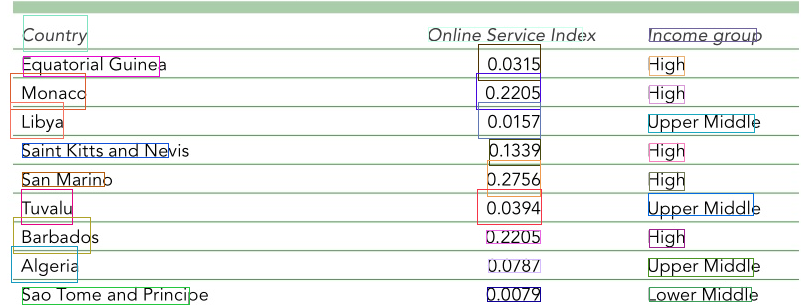 Country Online Service Index Income group
Equatorial Guinea 0.0315 High
Monaco 0.2205 High
Libya 0.0157 Upper Middle
Saint Kitts and Nevis 0.1339 High
San Marino 0.2756 High
Tuvalu 0.0394 Upper Middle
Barbados 0.2205 High
Algeria 0.0787 Upper Middle
Sao Tome and Principe 0.0079 Lower Middle